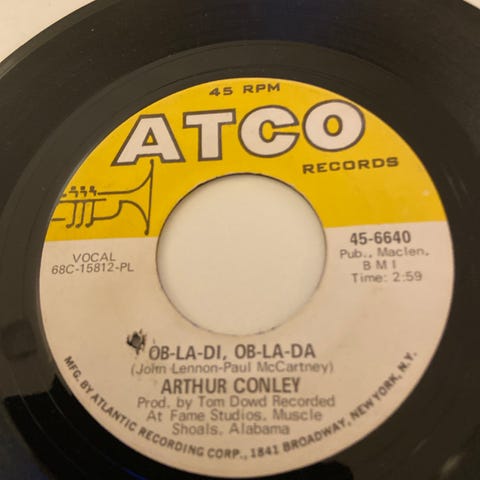 45 RPM
ATCO
RECORDS
VOCAL
68C-15812-PL
45-6640
Pub., Maclen,
BMI
Time: 2:59
OB-LA-DI, OB-LA-DA
(John Lennon-Paul McCartney)
ARTHUR CONLEY
Prod. by Tom Dowd Recorded
At Fame Studios, Muscle
Shoals, Alabama
MFG. BY ATLANTIC RECORDING CORP., 1841 BROADWAY, NEW YORK, N.Y.